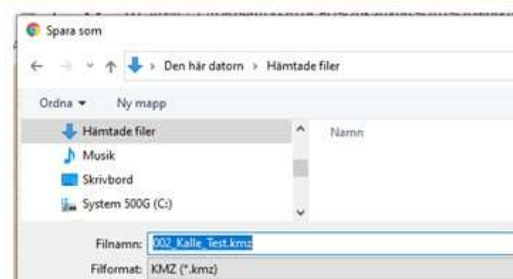 Spara som
Den här datorn > Hämtade filer
Ordna Ny mapp
Hämtade filer
Namn
Musik
Skrivbord
System 500G (C:)
Filnamn: 002_Kalle_Test.kmz
Filformat: KMZ (*.kmz)